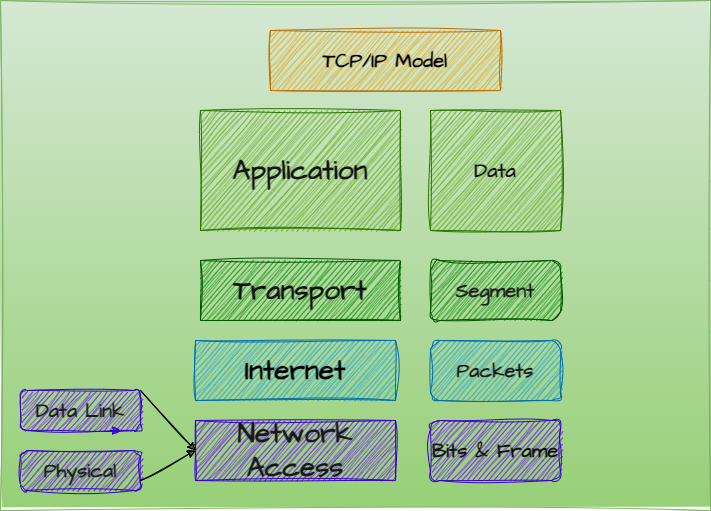 TCP/IP Model
Application
Data
Transport
Segment
Internet
Packets
Data Link
Physical
Network
Access
Bits & Frame